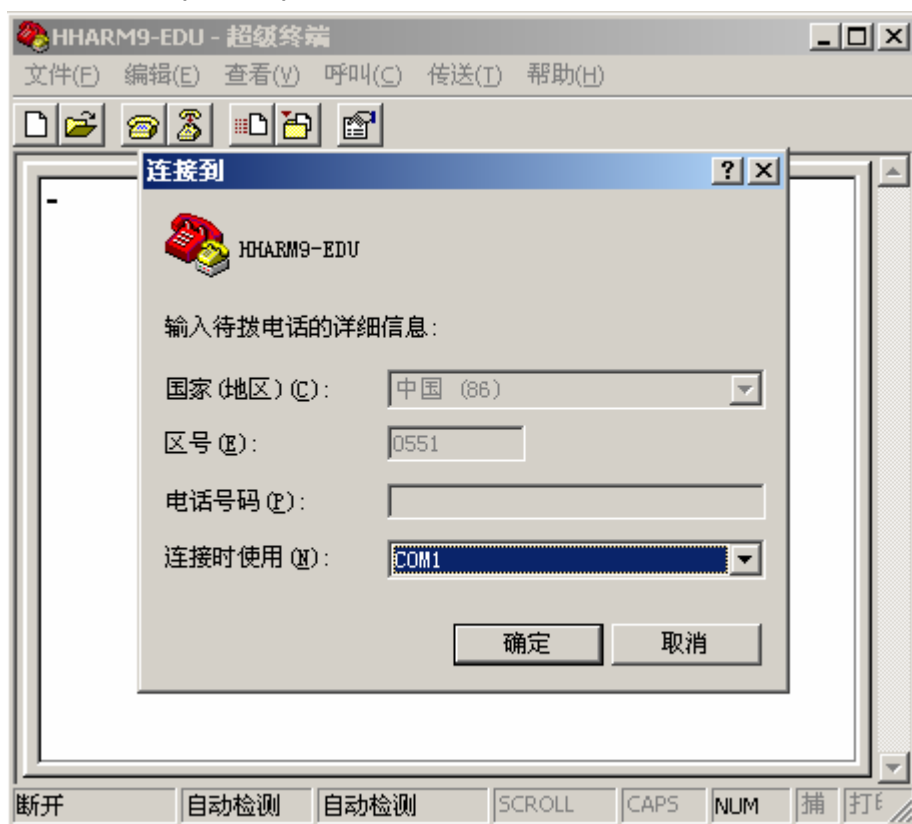 HHARM9-EDU - 超级终端
文件(F) 编辑(E) 查看(V) 呼叫(C) 传送(T) 帮助(H)
连接到
HHARM9-EDU
输入待拨电话的详细信息:
国家(地区)(C): 中国 (86)
区号(E): 0551
电话号码(P):
连接时使用(N): COM1
确定 取消
断开 自动检测 自动检测 SCROLL CAPS NUM 捕 打